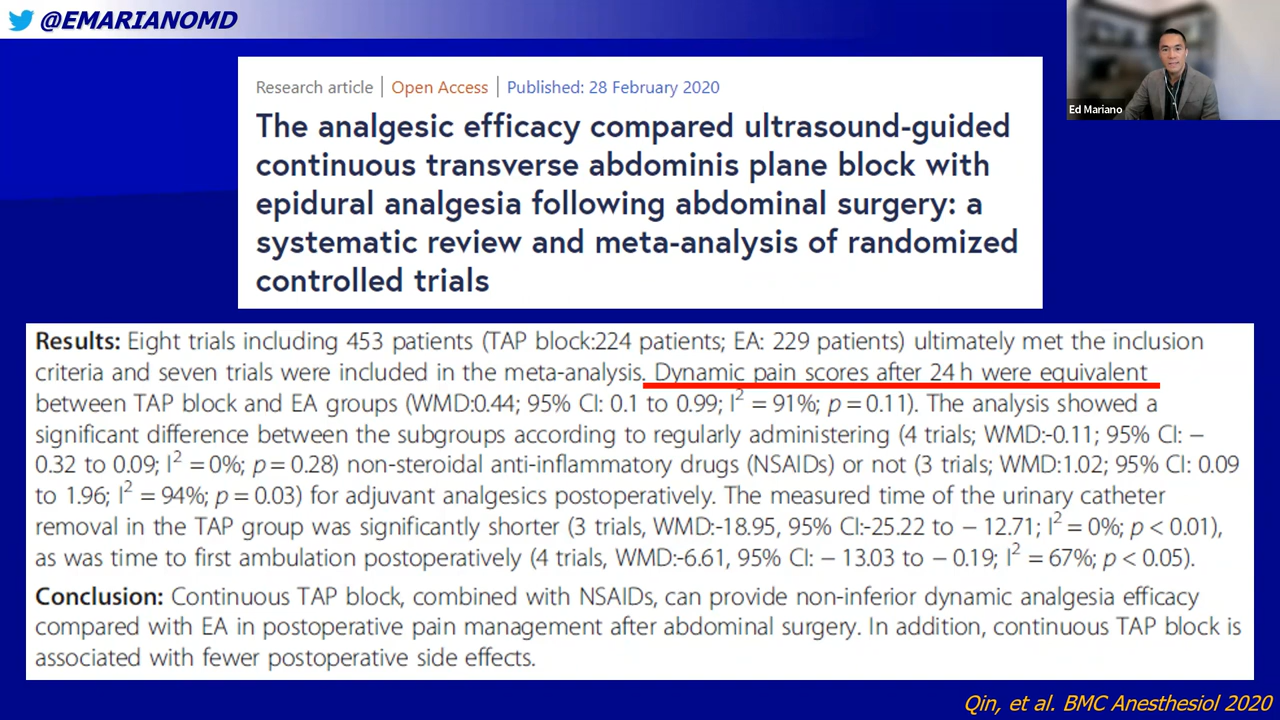 @EMARIANOMD
Ed Mariano
Research article | Open Access | Published: 28 February 2020
The analgesic efficacy compared ultrasound-guided
continuous transverse abdominis plane block with
epidural analgesia following abdominal surgery: a
systematic review and meta-analysis of randomized
controlled trials
Results: Eight trials including 453 patients (TAP block:224 patients; EA: 229 patients) ultimately met the inclusion
criteria and seven trials were included in the meta-analysis. Dynamic pain scores after 24 h were equivalent
between TAP block and EA groups (WMD:0.44; 95% CI: 0.1 to 0.99; I² = 91%; p = 0.11). The analysis showed a
significant difference between the subgroups according to regularly administering (4 trials; WMD:-0.11; 95% CI: −
0.32 to 0.09; I² = 0%; p = 0.28) non-steroidal anti-inflammatory drugs (NSAIDs) or not (3 trials; WMD:1.02; 95% CI: 0.09
to 1.96; I² = 94%; p = 0.03) for adjuvant analgesics postoperatively. The measured time of the urinary catheter
removal in the TAP group was significantly shorter (3 trials, WMD:-18.95, 95% CI:-25.22 to − 12.71; I² = 0%; p < 0.01),
as was time to first ambulation postoperatively (4 trials, WMD:-6.61, 95% CI: − 13.03 to − 0.19; I² = 67%; p < 0.05).
Conclusion: Continuous TAP block, combined with NSAIDs, can provide non-inferior dynamic analgesia efficacy
compared with EA in postoperative pain management after abdominal surgery. In addition, continuous TAP block is
associated with fewer postoperative side effects.
Qin, et al. BMC Anesthesiol 2020